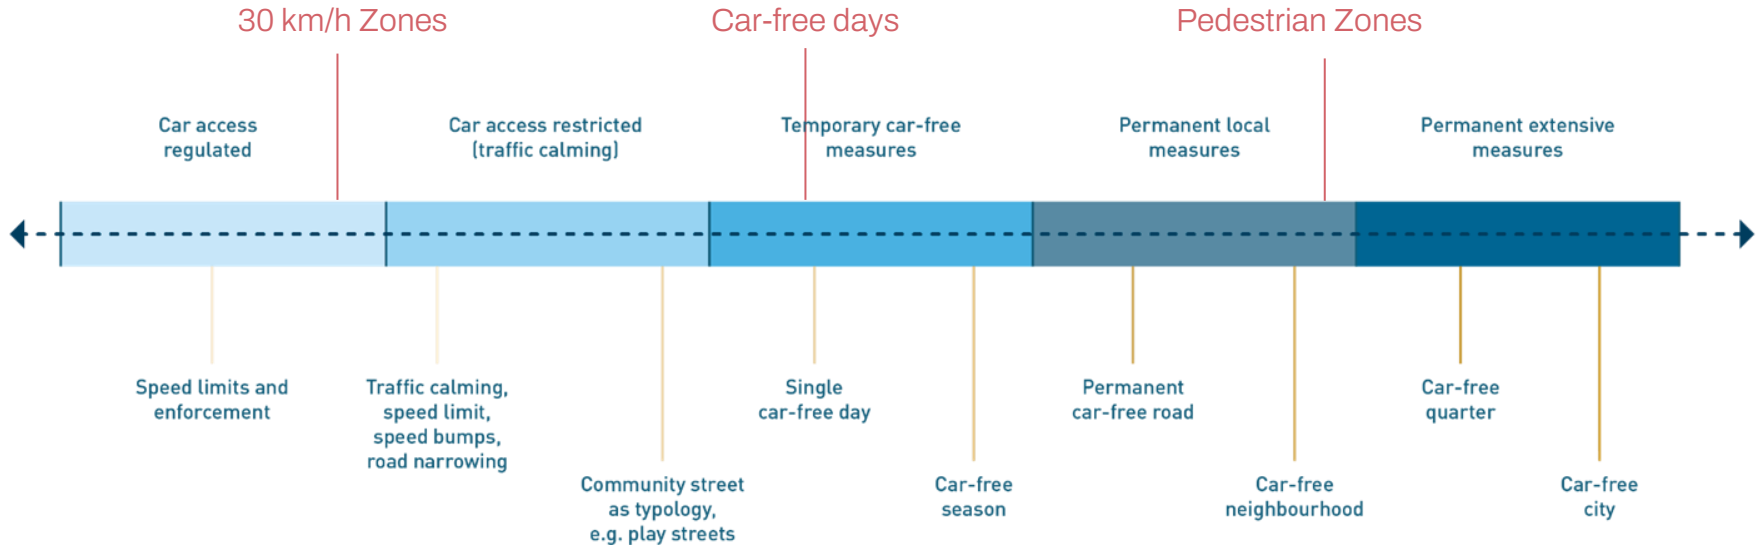 30 km/h Zones
Car-free days
Pedestrian Zones
Car access
regulated
Car access restricted
(traffic calming)
Temporary car-free
measures
Permanent local
measures
Permanent extensive
measures
Speed limits and
enforcement
Traffic calming,
speed limit,
speed bumps,
road narrowing
Community street
as typology,
e.g. play streets
Single
car-free day
Car-free
season
Permanent
car-free road
Car-free
neighbourhood
Car-free
quarter
Car-free
city